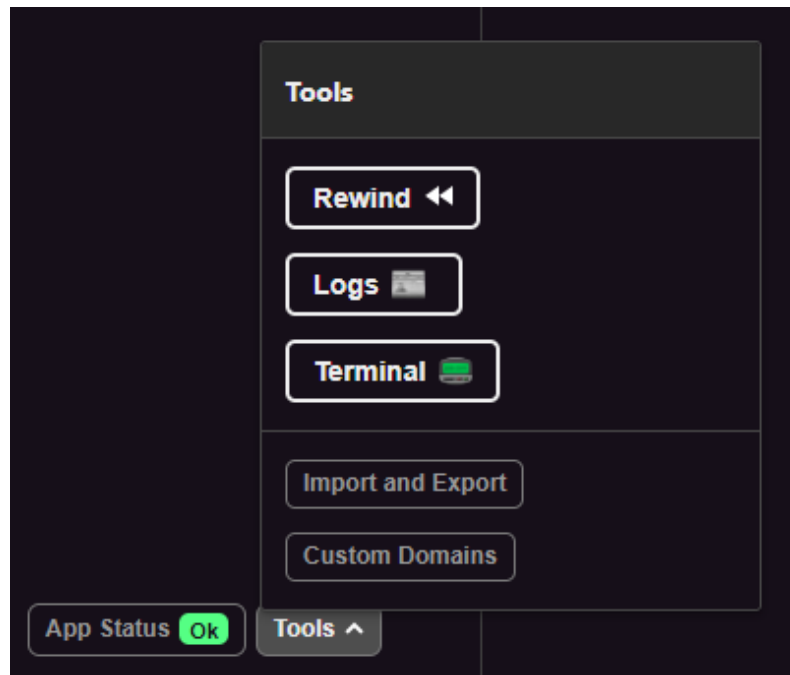 Tools
Rewind
Logs
Terminal
Import and Export
Custom Domains
App Status Ok Tools